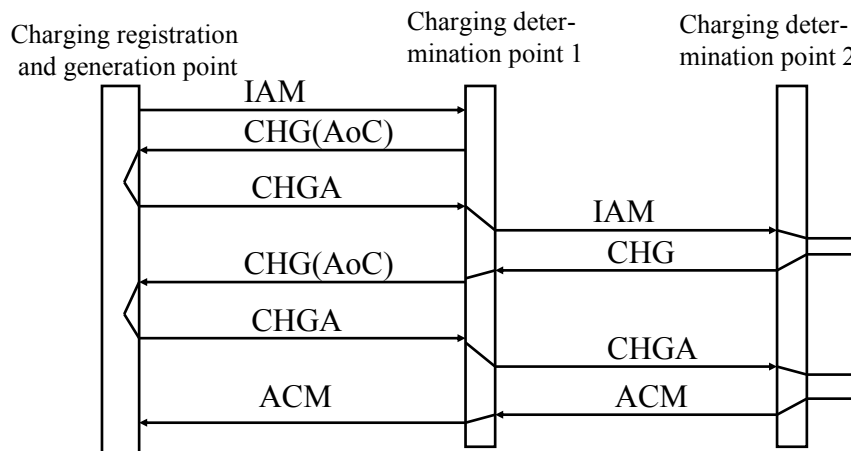 Charging registration
and generation point
Charging deter-
mination point 1
Charging deter-
mination point 2
IAM
CHG(AoC)
CHGA
IAM
CHG
CHG(AoC)
CHGA
CHGA
ACM
ACM